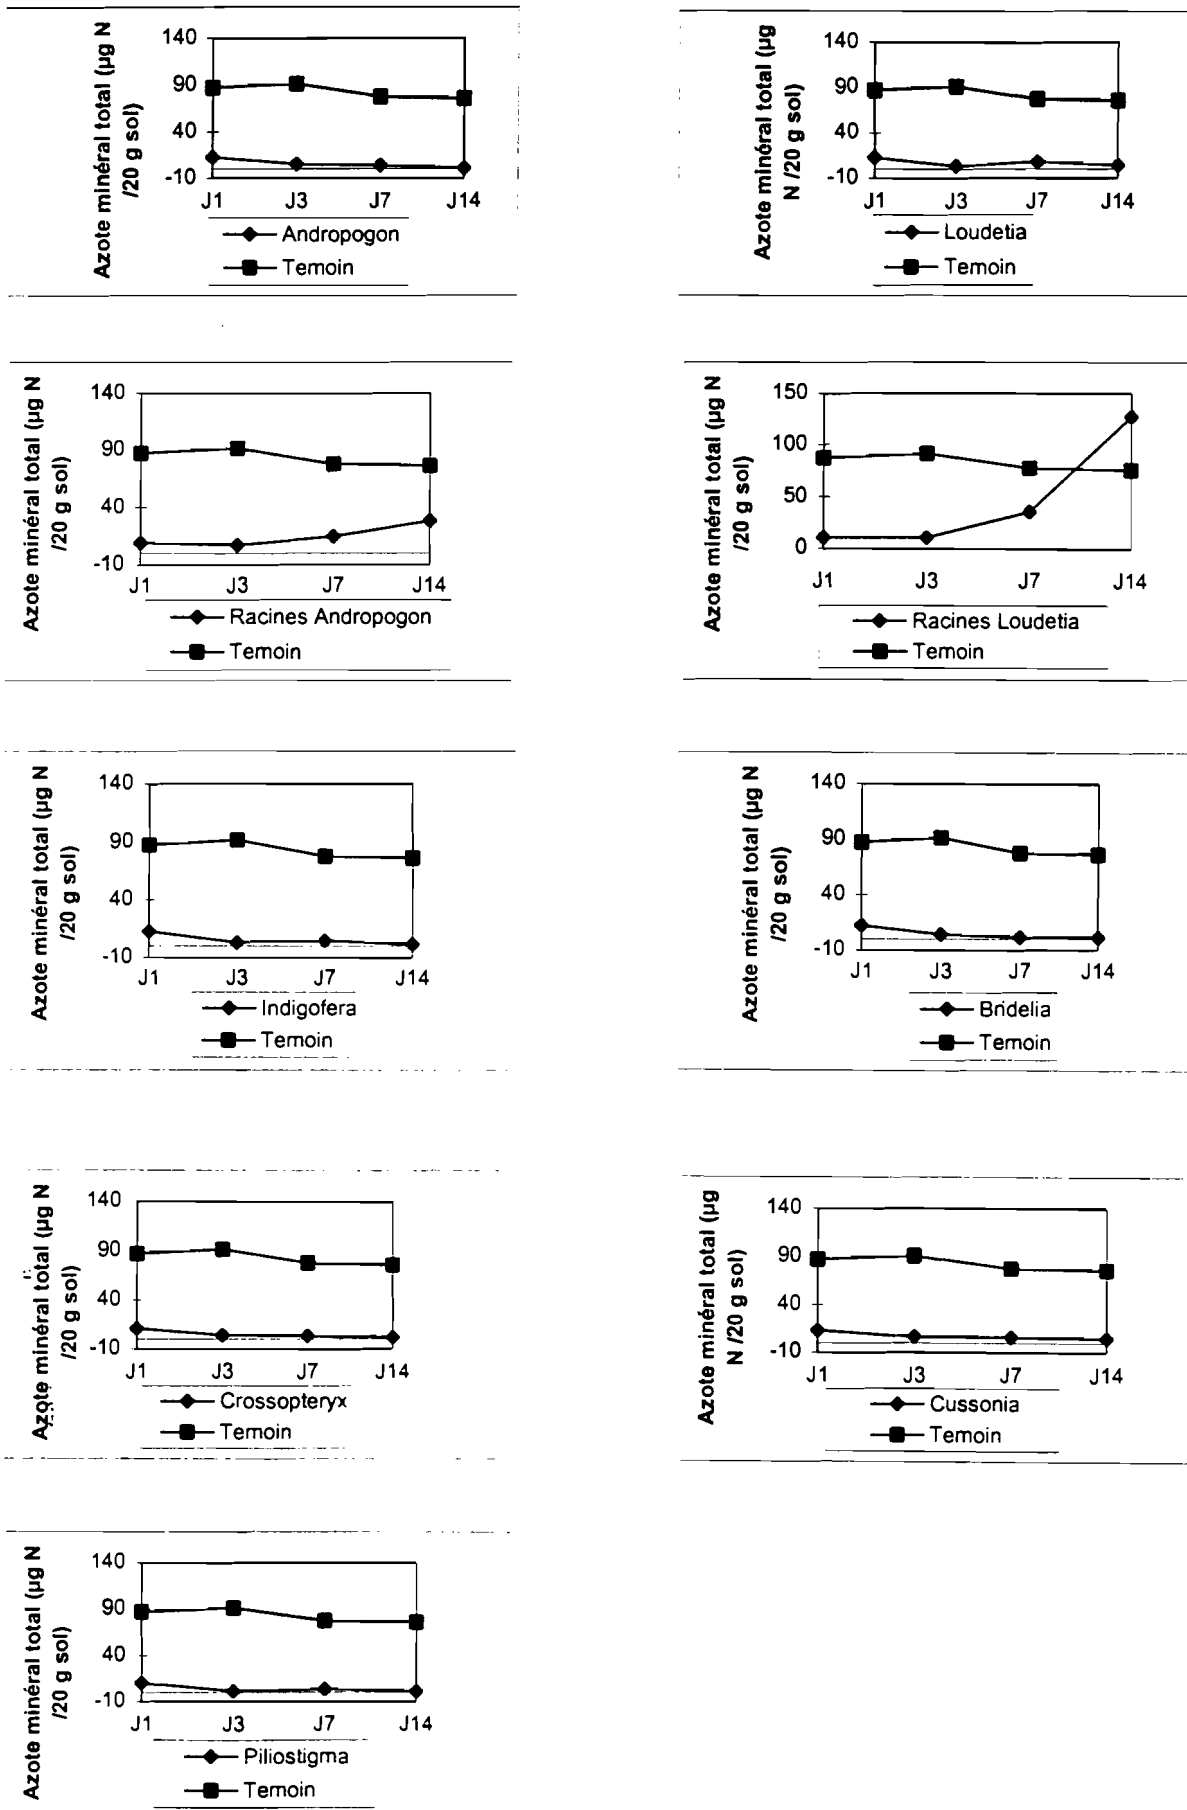 Azote minéral total (µg N
/20 g sol)
140
90
40
-10
J1 J3 J7 J14
Andropogon
Temoin
Azote minéral total (µg
N /20 g sol)
140
90
40
-10
J1 J3 J7 J14
Loudetia
Temoin
Azote minéral total (µg N
/20 g sol)
140
90
40
-10
J1 J3 J7 J14
Racines Andropogon
Temoin
Azote minéral total (µg N
/20 g sol)
150
100
50
0
J1 J3 J7 J14
Racines Loudetia
Temoin
Azote minéral total (µg N
/20 g sol)
140
90
40
-10
J1 J3 J7 J14
Indigofera
Temoin
Azote minéral total (µg N
/20 g sol)
140
90
40
-10
J1 J3 J7 J14
Bridelia
Temoin
Azote minéral total (µg N
/20 g sol)
140
90
40
-10
J1 J3 J7 J14
Crossopteryx
Temoin
Azote minéral total (µg
N /20 g sol)
140
90
40
-10
J1 J3 J7 J14
Cussonia
Temoin
Azote minéral total (µg N
/20 g sol)
140
90
40
-10
J1 J3 J7 J14
Piliostigma
Temoin